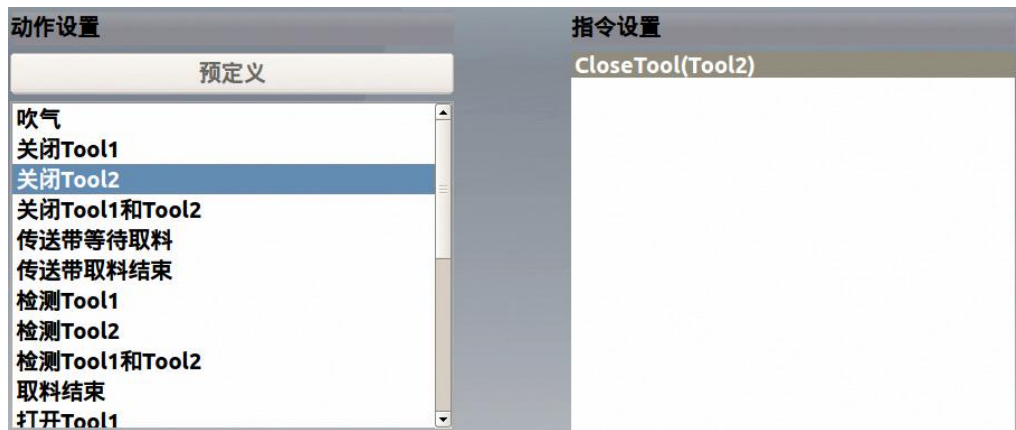 动作设置
预定义
吹气
关闭Tool1
关闭Tool2
关闭Tool1和Tool2
传送带等待取料
传送带取料结束
检测Tool1
检测Tool2
检测Tool1和Tool2
取料结束
打开Tool1
指令设置
CloseTool(Tool2)